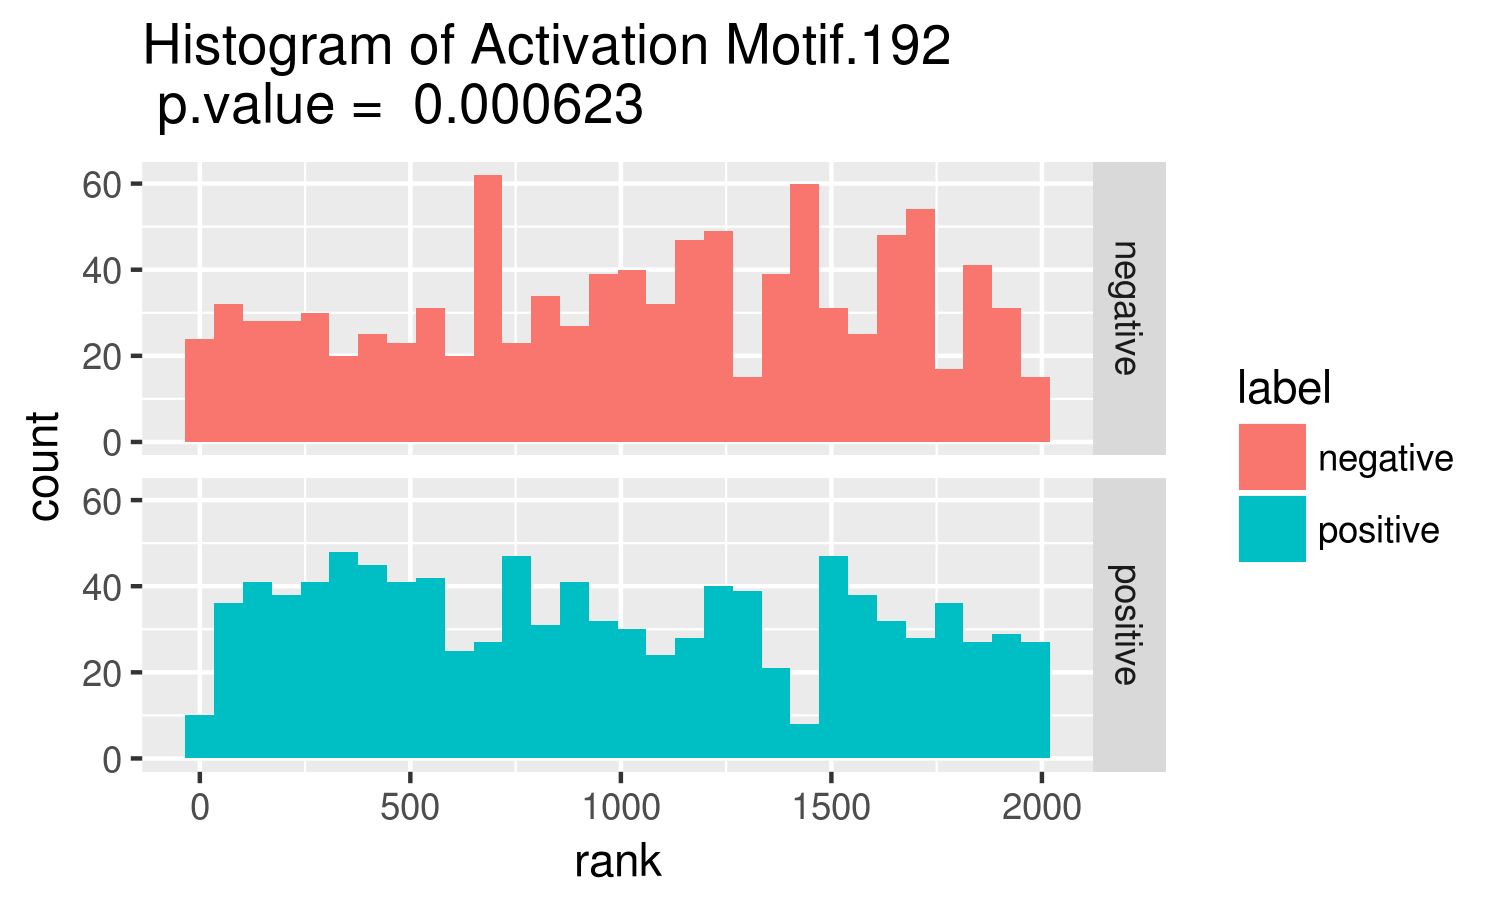 Histogram of Activation Motif.192
p.value =  0.000623
count
60
40
20
0
negative
60
40
20
0
positive
0 500 1000 1500 2000
rank
label
negative
positive